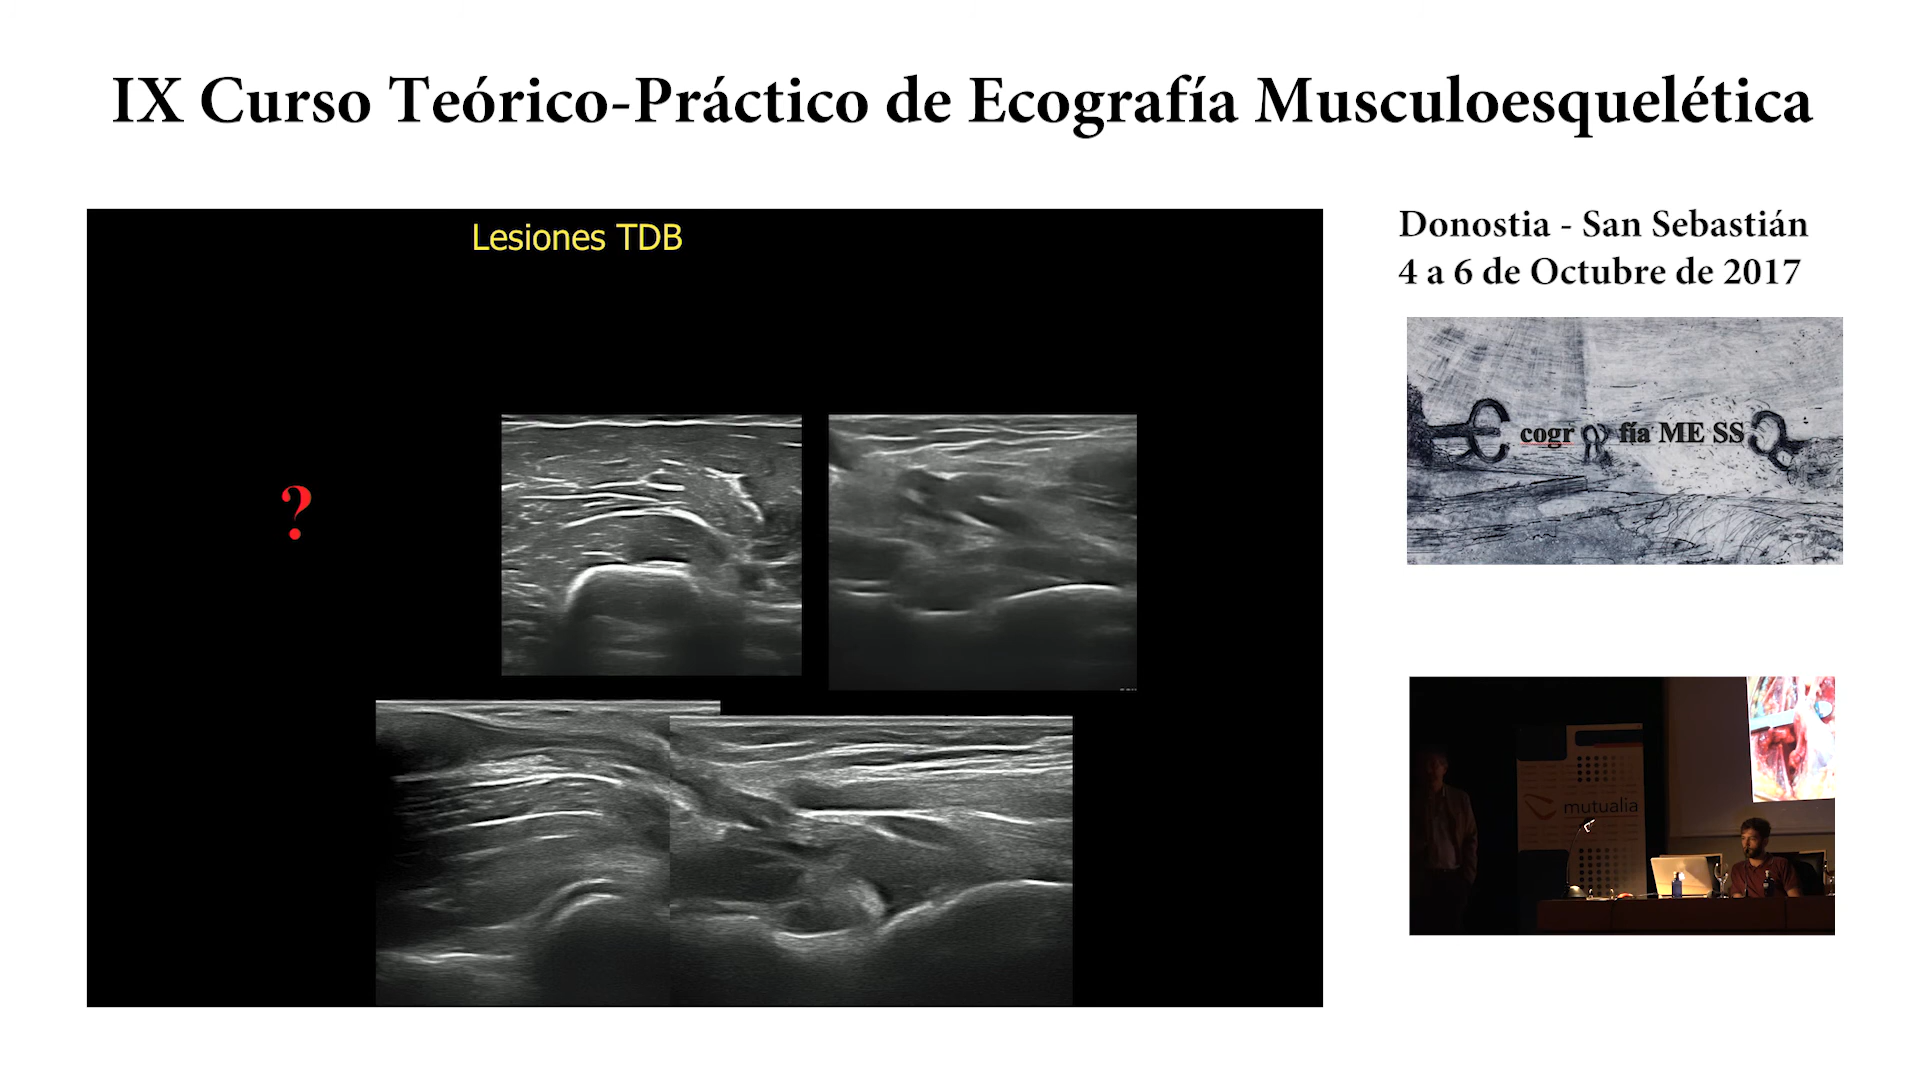 IX Curso Teórico-Práctico de Ecografía Musculoesquelética
Lesiones TDB
?
Donostia - San Sebastián
4 a 6 de Octubre de 2017
cogr fía ME SS
mutualia